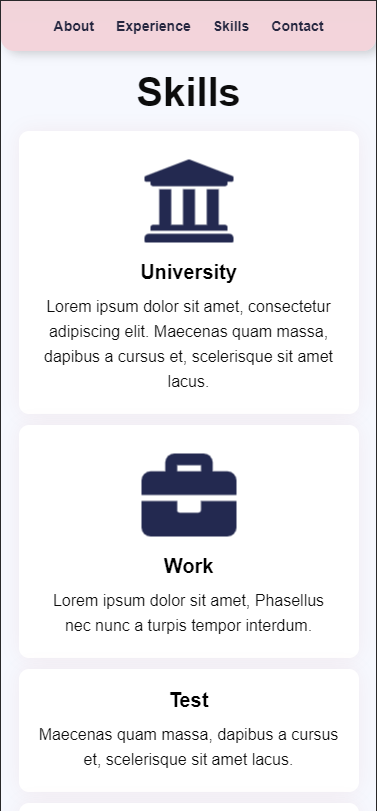 About Experience Skills Contact
Skills
University
Lorem ipsum dolor sit amet, consectetur
adipiscing elit. Maecenas quam massa,
dapibus a cursus et, scelerisque sit amet
lacus.
Work
Lorem ipsum dolor sit amet, Phasellus
nec nunc a turpis tempor interdum.
Test
Maecenas quam massa, dapibus a cursus
et, scelerisque sit amet lacus.